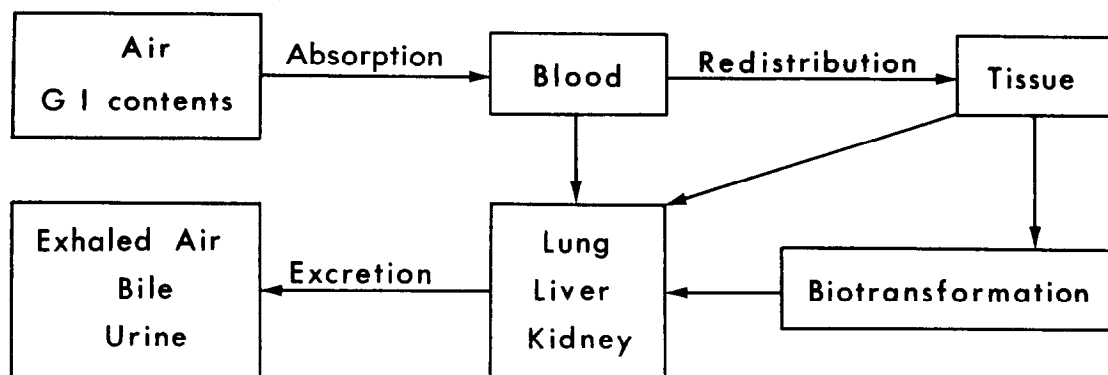 Air
G I contents
Absorption
Blood
Redistribution
Tissue
Exhaled Air
Bile
Urine
Excretion
Lung
Liver
Kidney
Biotransformation